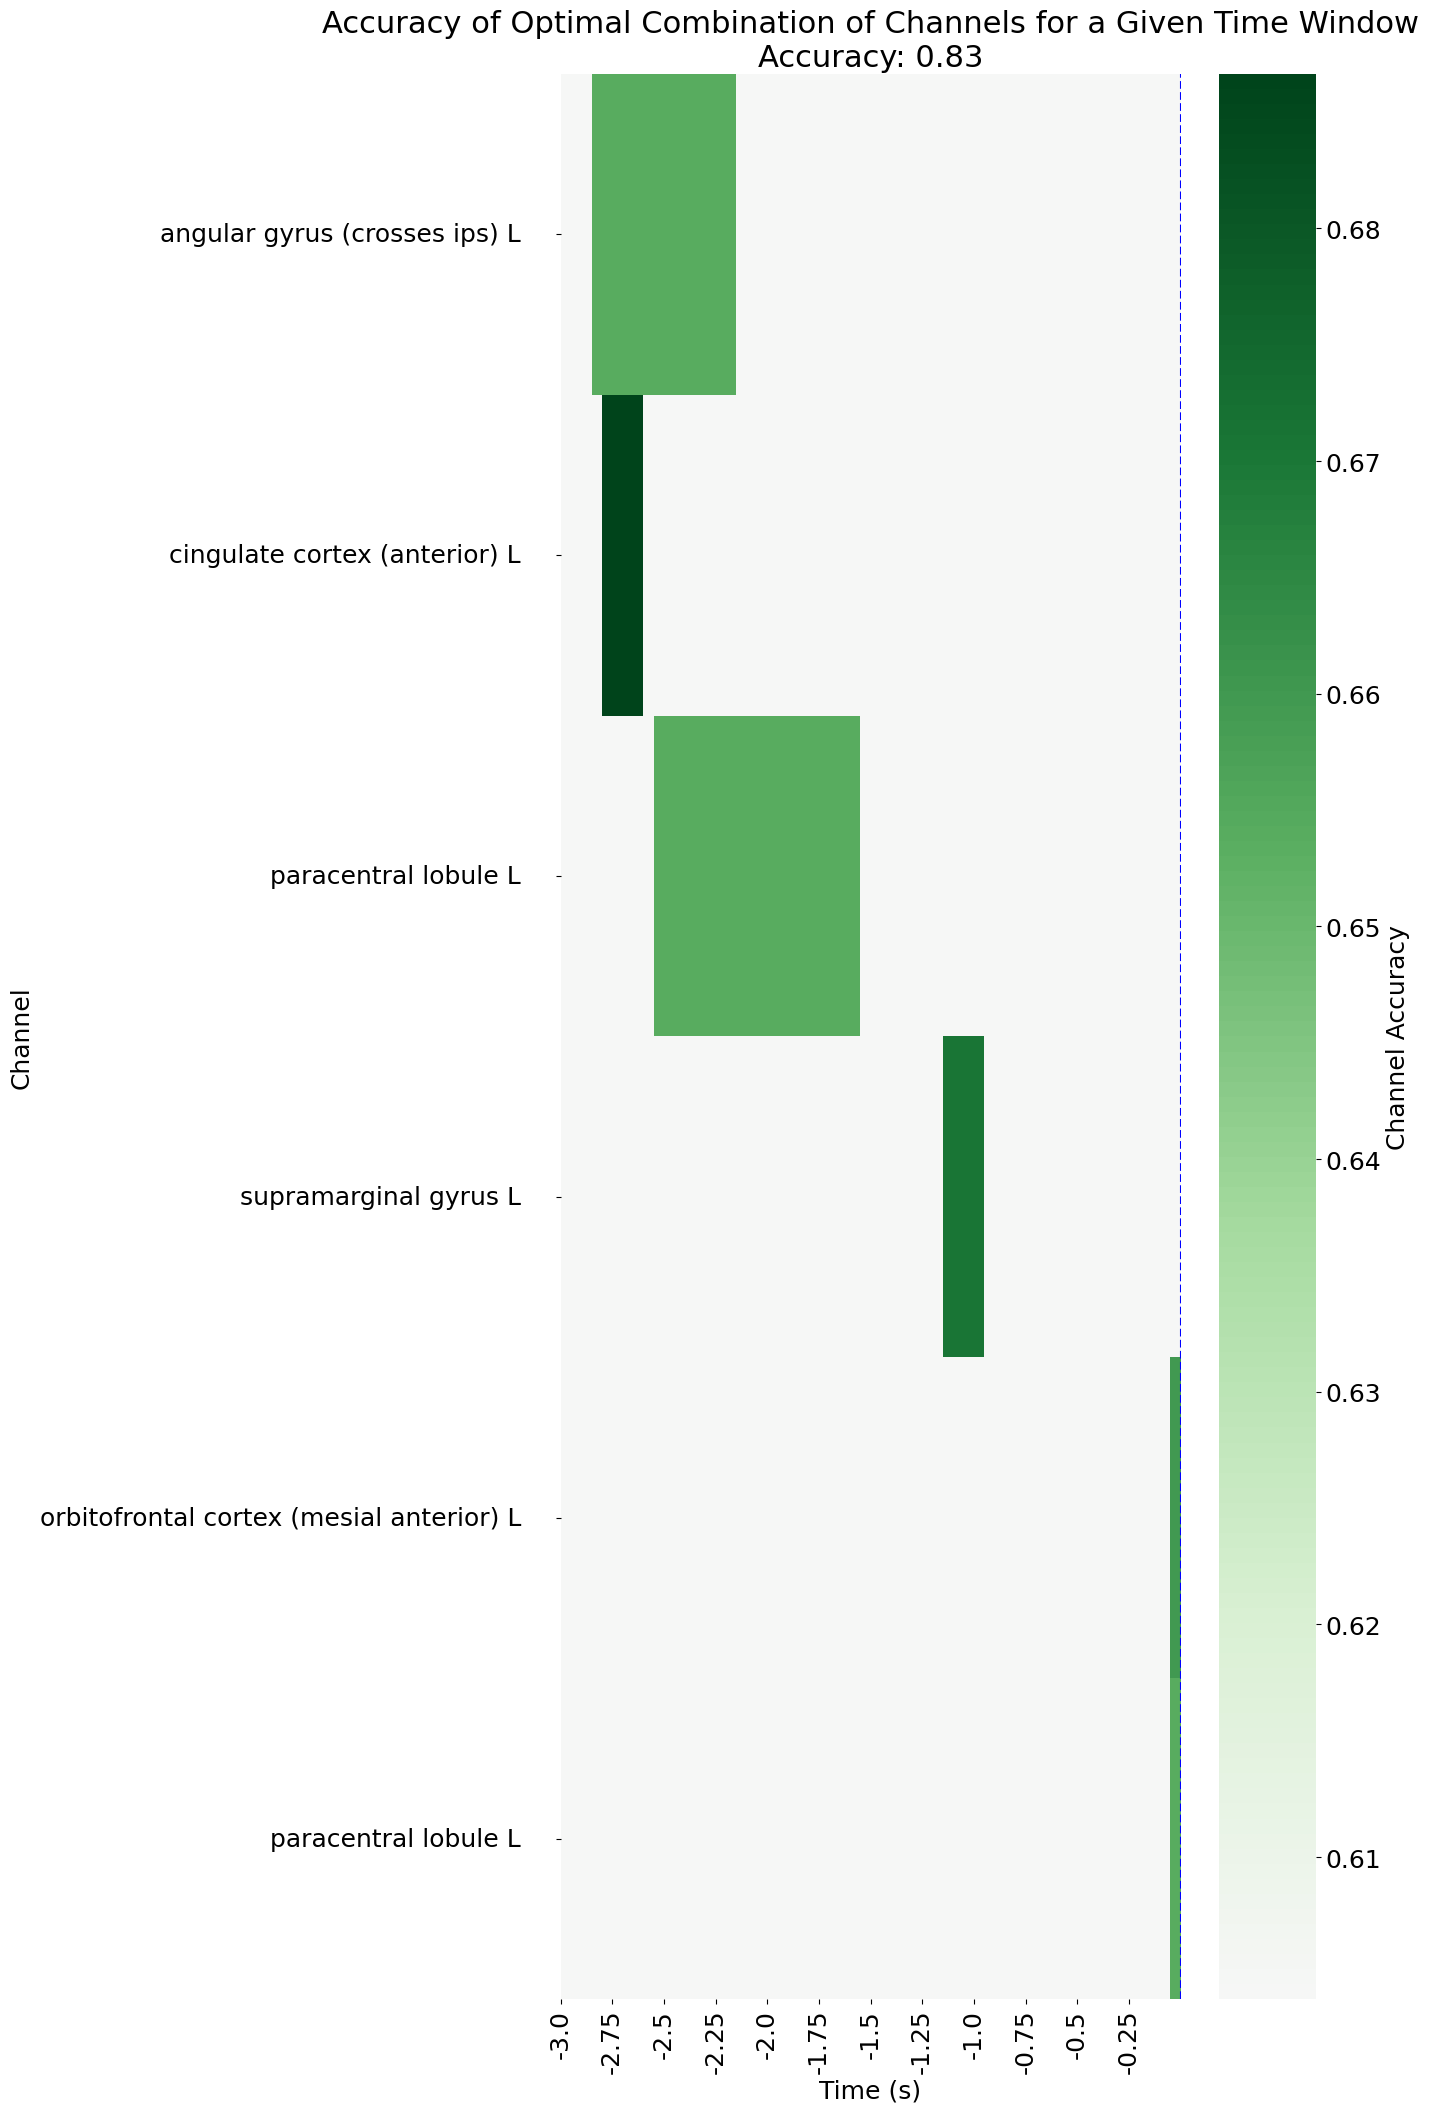 Accuracy of Optimal Combination of Channels for a Given Time Window
Accuracy: 0.83
Channel
angular gyrus (crosses ips) L
cingulate cortex (anterior) L
paracentral lobule L
supramarginal gyrus L
orbitofrontal cortex (mesial anterior) L
paracentral lobule L
-3.0
-2.75
-2.5
-2.25
-2.0
-1.75
-1.5
-1.25
-1.0
-0.75
-0.5
-0.25
Time (s)
0.68
0.67
0.66
0.65
0.64
0.63
0.62
0.61
Channel Accuracy